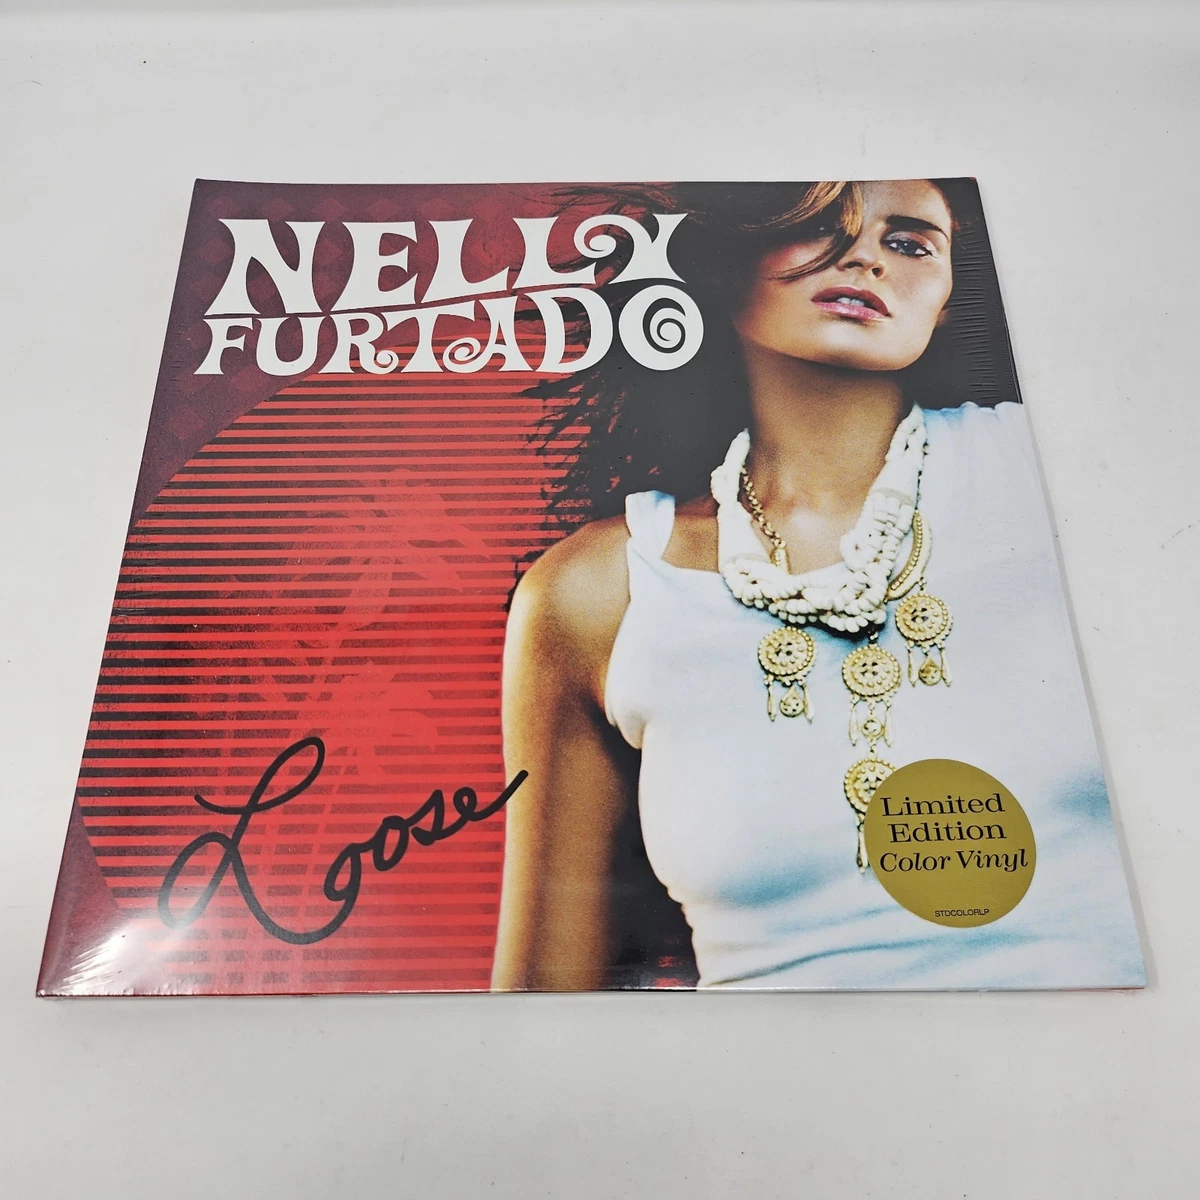 NELLY
FURTADO
Loose
Limited
Edition
Color Vinyl
STDCOLORLP